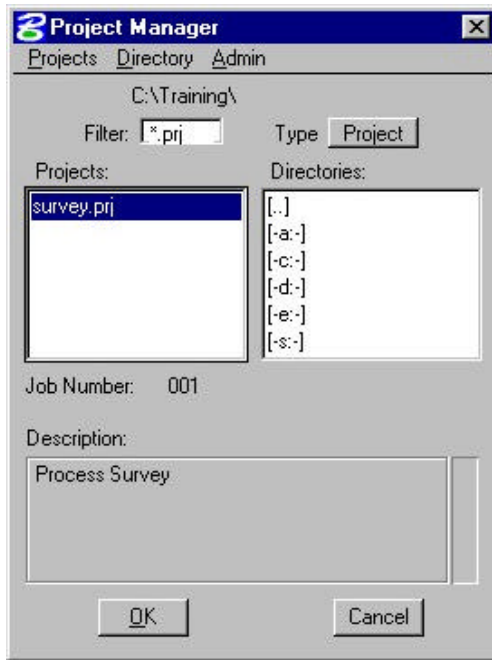 Project Manager
Projects Directory Admin
C:\Training\
Filter: *.prj Type Project
Projects: Directories:
survey.prj [..]
[-a:-]
[-c:-]
[-d:-]
[-e:-]
[-s:-]
Job Number: 001
Description:
Process Survey
OK Cancel